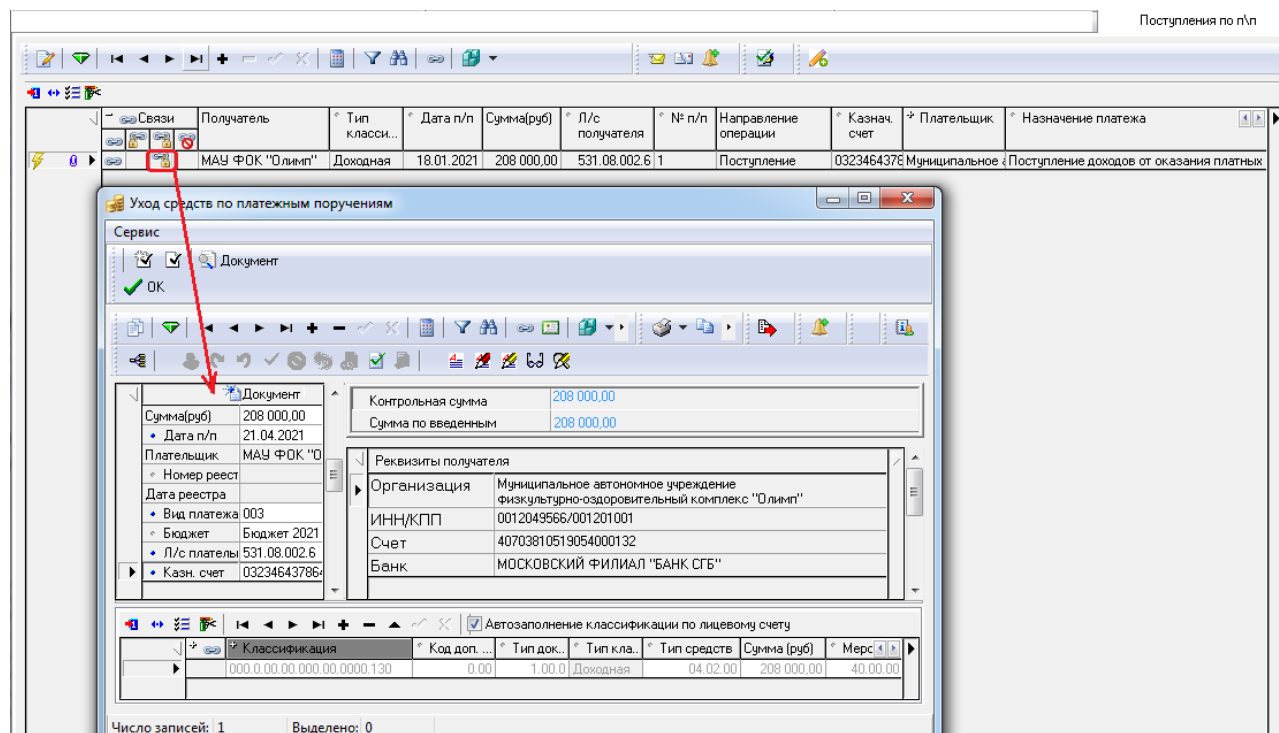 Поступления по п\п
Связи Получатель Тип класси... Дата п/п Сумма(руб) Л/с получателя № п/п Направление операции Казнач. счет Плательщик Назначение платежа
МАУ ФОК "Олимп" Доходная 18.01.2021 208 000,00 531.08.002.6 1 Поступление 0323464378 Муниципальное Поступление доходов от оказания платных
Уход средств по платежным поручениям
Сервис
Документ
ОК
Документ
Сумма(руб) 208 000,00
Дата п/п 21.04.2021
Плательщик МАУ ФОК "О
Номер реест
Дата реестра
Вид платежа 003
Бюджет Бюджет 2021
Л/с плателы 531.08.002.6
Казн. счет 03234643786
Контрольная сумма 208 000,00
Сумма по введенным 208 000,00
Реквизиты получателя
Организация Муниципальное автономное учреждение
физкультурно-оздоровительный комплекс "Олимп"
ИНН/КПП 0012049566/001201001
Счет 40703810519054000132
Банк МОСКОВСКИЙ ФИЛИАЛ "БАНК СГБ"
Автозаполнение классификации по лицевому счету
Классификация Код доп. ... Тип док.. Тип кла.. Тип средств Сумма (руб) Мерс
000.0.00.00.000.00.0000.130 0.00 1.00.0 Доходная 04.02.00 208 000,00 40.00.00
Число записей: 1 Выделено: 0